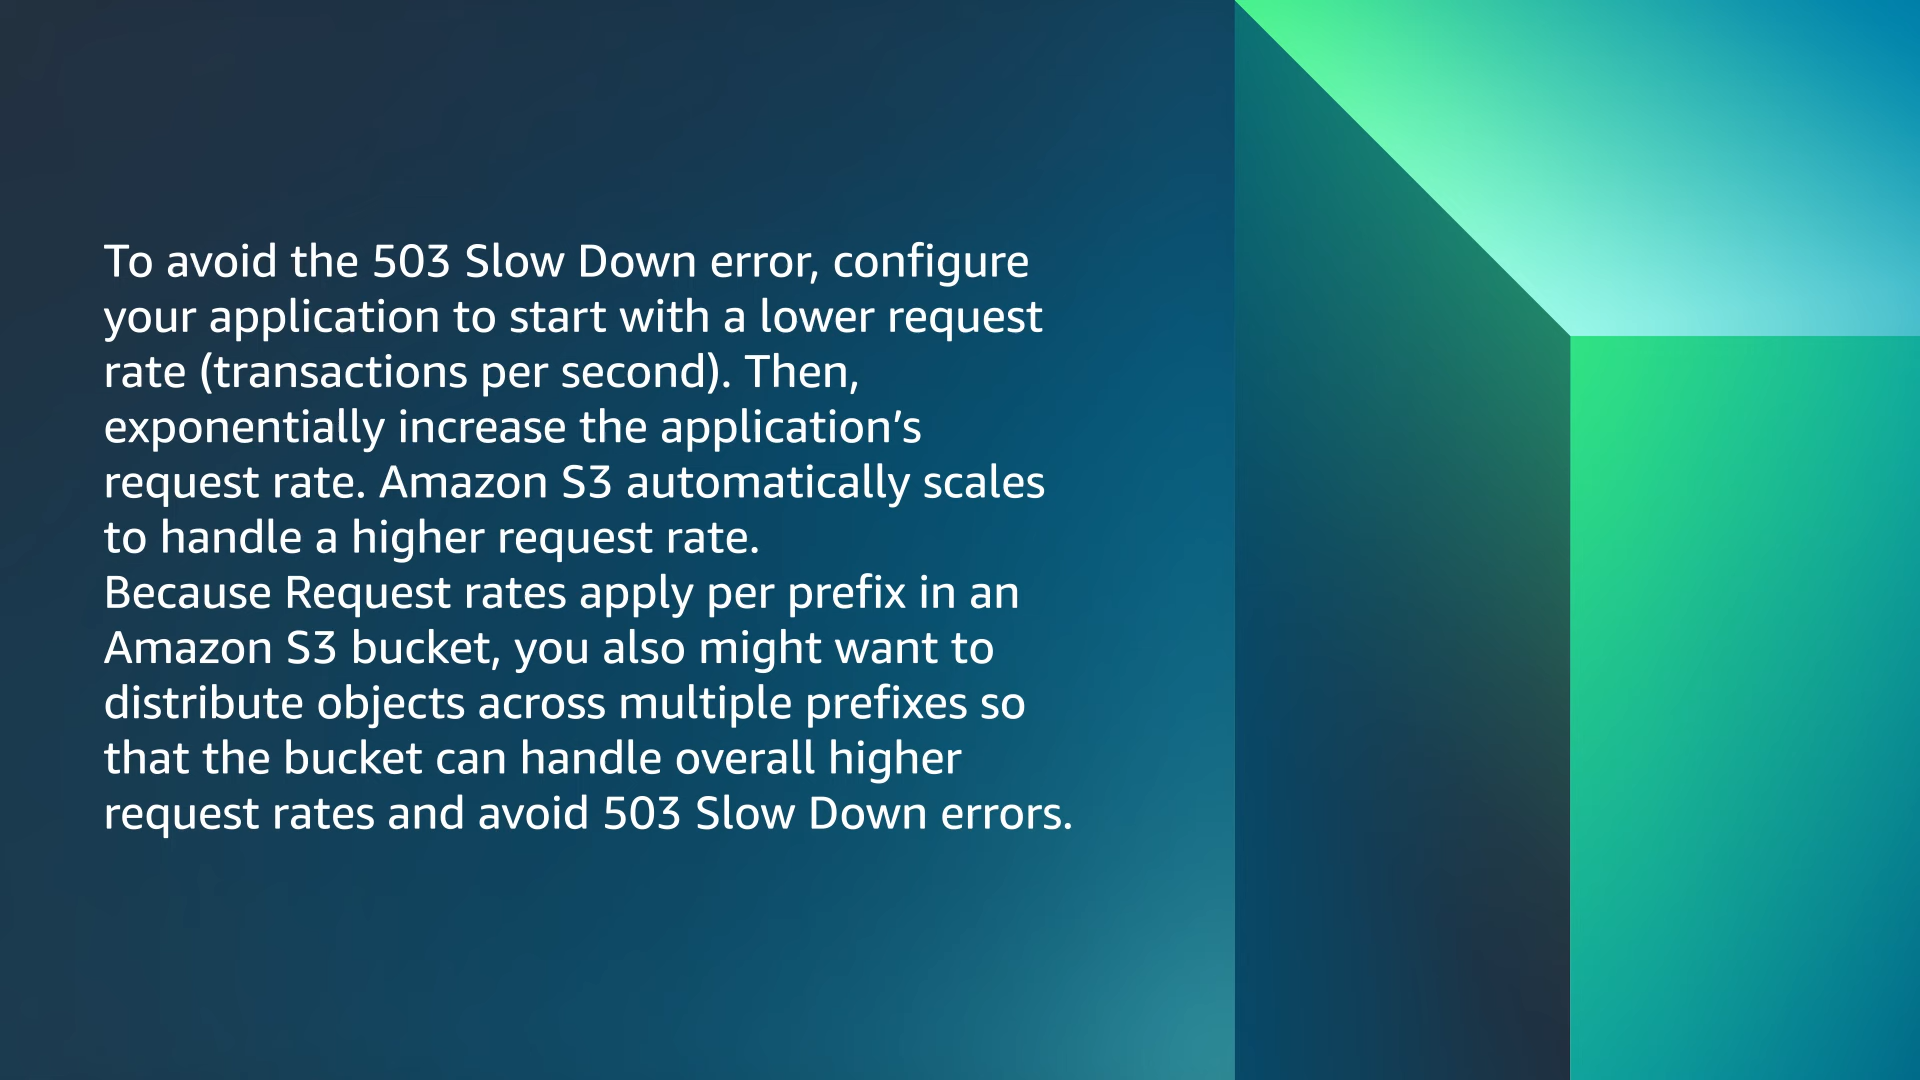 To avoid the 503 Slow Down error, configure
your application to start with a lower request
rate (transactions per second). Then,
exponentially increase the application’s
request rate. Amazon S3 automatically scales
to handle a higher request rate.
Because Request rates apply per prefix in an
Amazon S3 bucket, you also might want to
distribute objects across multiple prefixes so
that the bucket can handle overall higher
request rates and avoid 503 Slow Down errors.